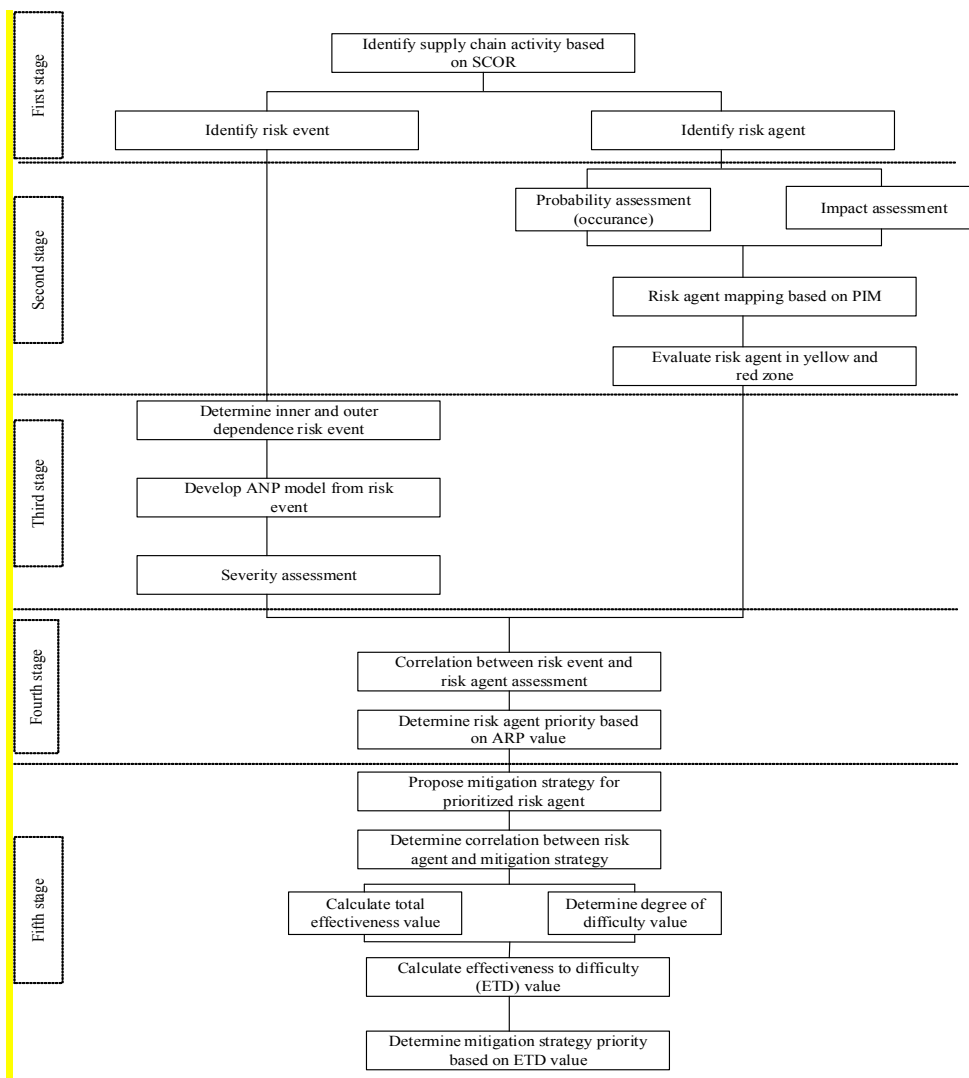 First stage
Identify supply chain activity based
on SCOR
Identify risk event
Identify risk agent
Second stage
Probability assessment
(occurance)
Impact assessment
Risk agent mapping based on PIM
Evaluate risk agent in yellow and
red zone
Third stage
Determine inner and outer
dependence risk event
Develop ANP model from risk
event
Severity assessment
Fourth stage
Correlation between risk event and
risk agent assessment
Determine risk agent priority based
on ARP value
Fifth stage
Propose mitigation strategy for
prioritized risk agent
Determine correlation between risk
agent and mitigation strategy
Calculate total
effectiveness value
Determine degree of
difficulty value
Calculate effectiveness to difficulty
(ETD) value
Determine mitigation strategy priority
based on ETD value